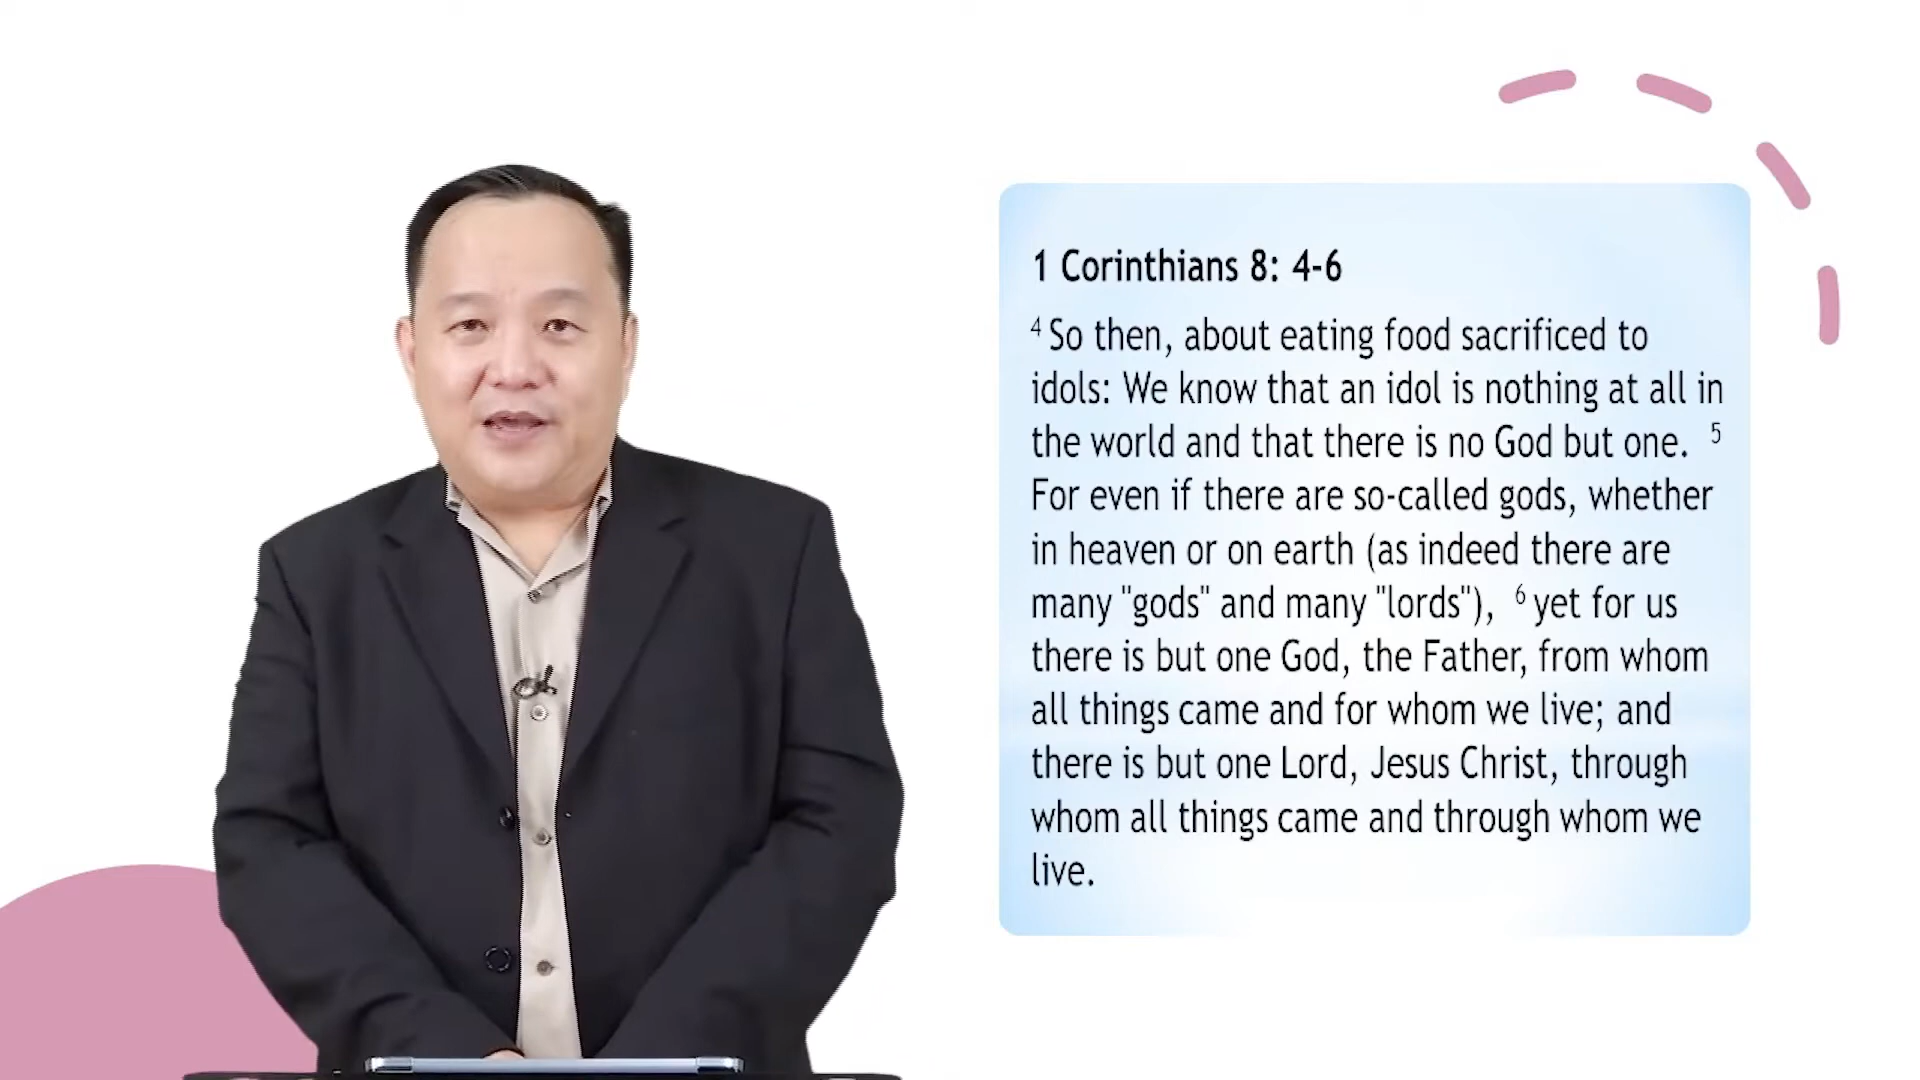 1 Corinthians 8: 4-6
4 So then, about eating food sacrificed to
idols: We know that an idol is nothing at all in
the world and that there is no God but one. 5
For even if there are so-called gods, whether
in heaven or on earth (as indeed there are
many "gods" and many "lords"), 6 yet for us
there is but one God, the Father, from whom
all things came and for whom we live; and
there is but one Lord, Jesus Christ, through
whom all things came and through whom we
live.